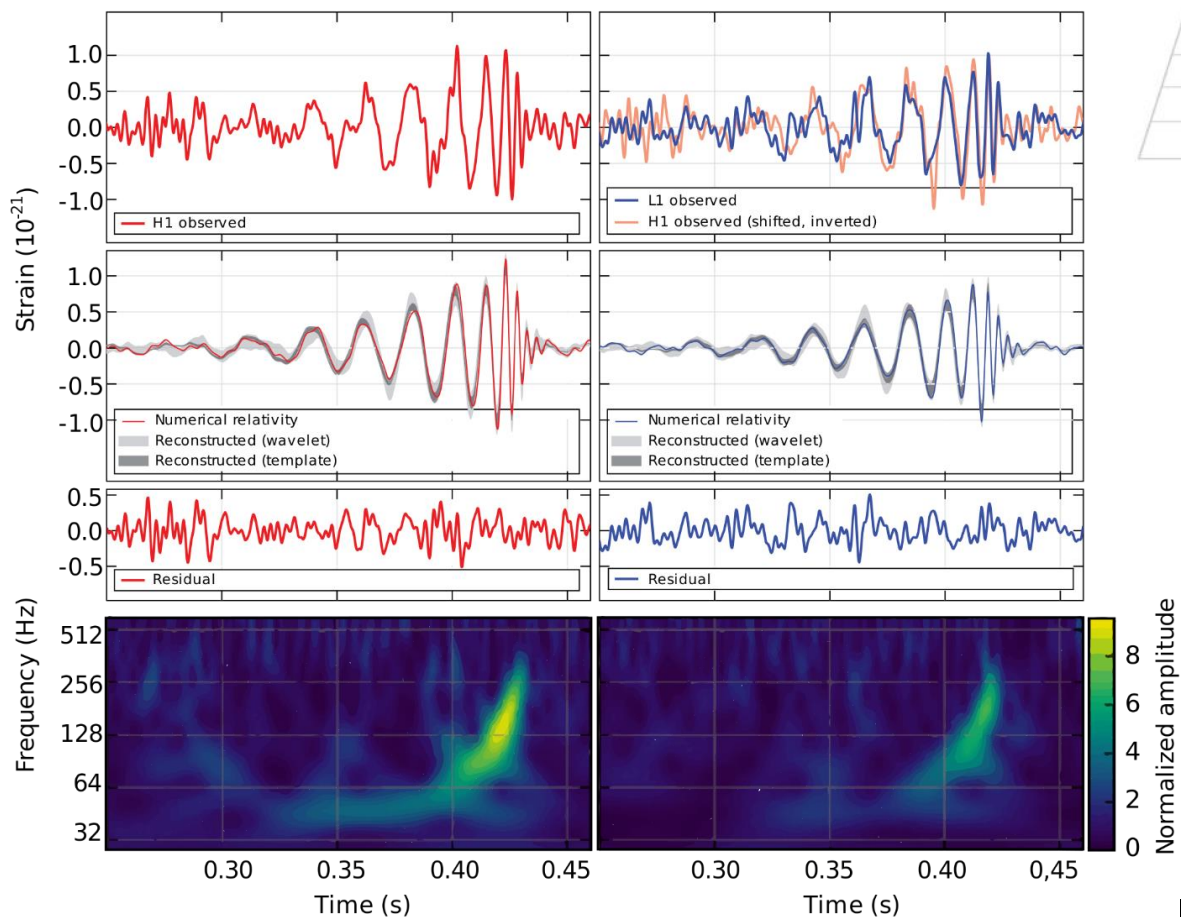 Strain (10⁻²¹)
1.0
0.5
0.0
-0.5
-1.0
H1 observed
L1 observed
H1 observed (shifted, inverted)
1.0
0.5
0.0
-0.5
-1.0
Numerical relativity
Reconstructed (wavelet)
Reconstructed (template)
Numerical relativity
Reconstructed (wavelet)
Reconstructed (template)
0.5
0.0
-0.5
Residual
Residual
Frequency (Hz)
512
256
128
64
32
0.30 0.35 0.40 0.45
Time (s)
0.30 0.35 0.40 0,45
Time (s)
8
6
4
2
0
Normalized amplitude